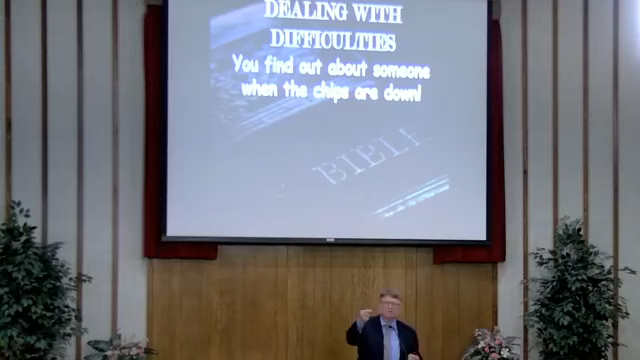 DEALING WITH
DIFFICULTIES
You find out about someone
when the chips are down!
BIBLE